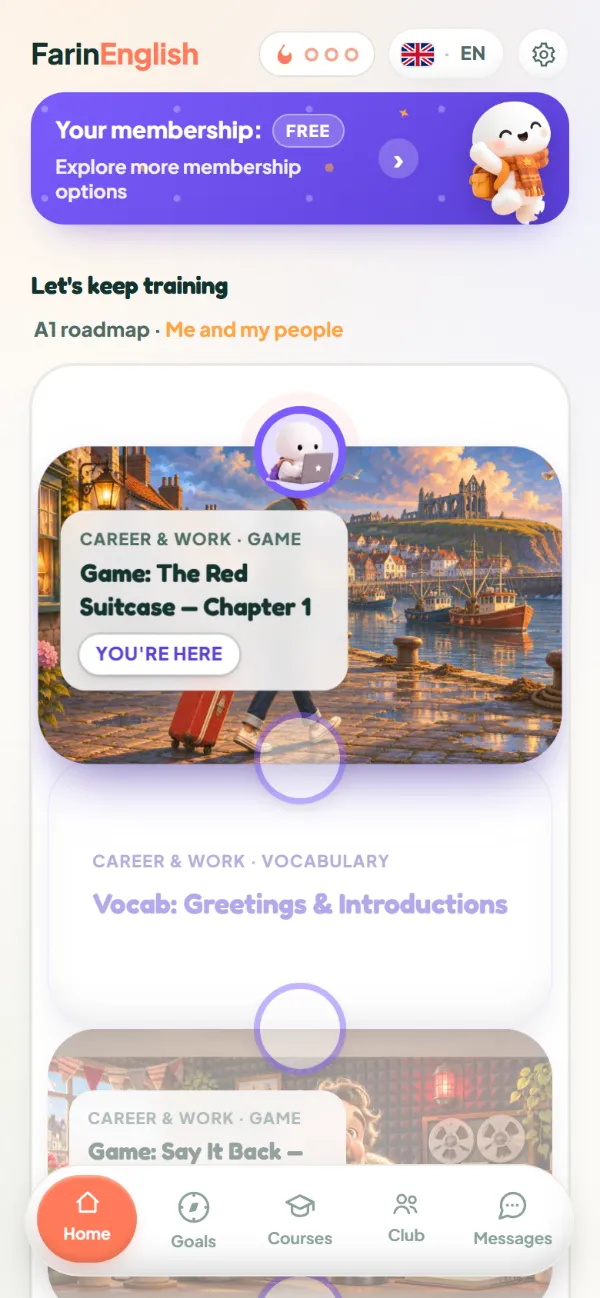 FarinEnglish
· EN
Your membership: FREE
Explore more membership
options
Let's keep training
A1 roadmap · Me and my people
CAREER & WORK · GAME
Game: The Red
Suitcase — Chapter 1
YOU'RE HERE
CAREER & WORK · VOCABULARY
Vocab: Greetings & Introductions
CAREER & WORK · GAME
Game: Say It Back —
Home
Goals
Courses
Club
Messages